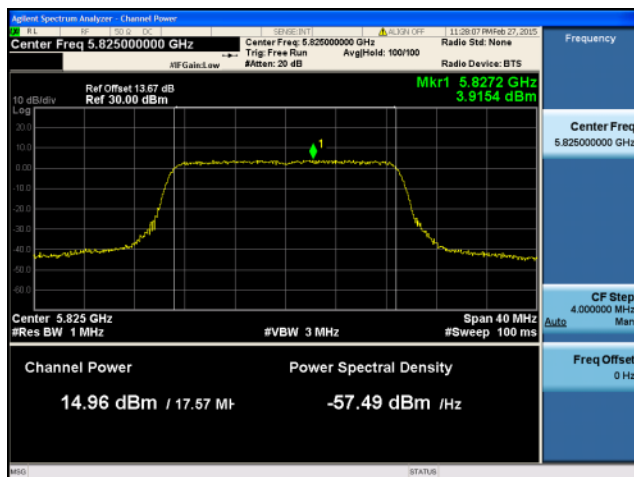 Agilent Spectrum Analyzer - Channel Power
RL RF 50 Ω DC SENSE:INT ALIGN OFF 11:28:07 PM Feb 27, 2015
Center Freq 5.825000000 GHz Center Freq: 5.825000000 GHz Radio Std: None
Trig: Free Run Avg|Hold: 100/100
#IFGain:Low #Atten: 20 dB Radio Device: BTS
Ref Offset 13.67 dB Mkr1 5.8272 GHz
10 dB/div Ref 30.00 dBm 3.9154 dBm
Log
20.0
10.0
1
0.00
-10.0
-20.0
-30.0
-40.0
-50.0
-60.0
Center 5.825 GHz Span 40 MHz
#Res BW 1 MHz #VBW 3 MHz #Sweep 100 ms
Channel Power Power Spectral Density
14.96 dBm / 17.57 MH -57.49 dBm /Hz
MSG STATUS
Frequency
Center Freq
5.825000000 GHz
CF Step
4.000000 MHz
Auto Man
Freq Offset
0 Hz